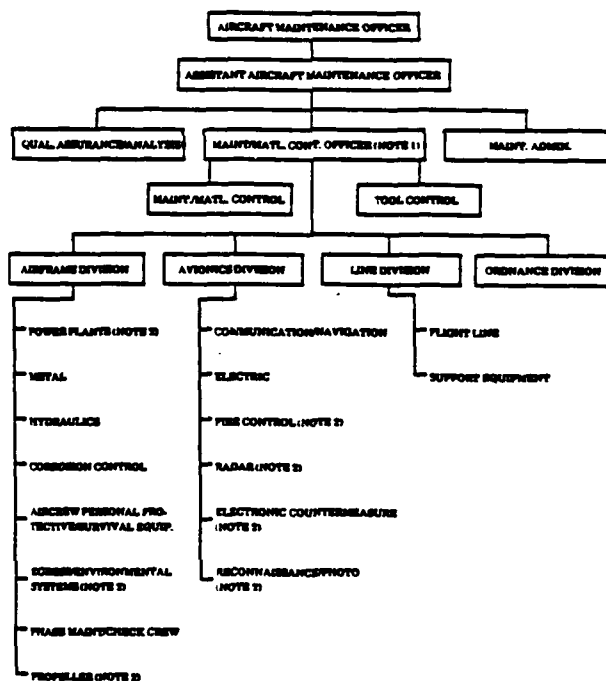 AIRCRAFT MAINTENANCE OFFICER
ASSISTANT AIRCRAFT MAINTENANCE OFFICER
QUAL. ASSURANCE/ANALYSIS
MAINT/MATL. CONT. OFFICER (NOTE 1)
MAINT. ADMIN.
MAINT./MATL. CONTROL
TOOL CONTROL
AIRFRAME DIVISION
AVIONICS DIVISION
LINE DIVISION
ORDNANCE DIVISION
POWER PLANTS (NOTE 2)
METAL
HYDRAULICS
CORROSION CONTROL
AIRCREW PERSONAL PRO-
TECTIVE/SURVIVAL EQUIP.
EGRESS/ENVIRONMENTAL
SYSTEMS (NOTE 2)
PHASE MAINT/CHECK CREW
PROPELLER (NOTE 2)
COMMUNICATION/NAVIGATION
ELECTRIC
FIRE CONTROL (NOTE 2)
RADAR (NOTE 2)
ELECTRONIC COUNTERMEASURE
(NOTE 2)
RECONNAISSANCE/PHOTO
(NOTE 2)
FLIGHT LINE
SUPPORT EQUIPMENT